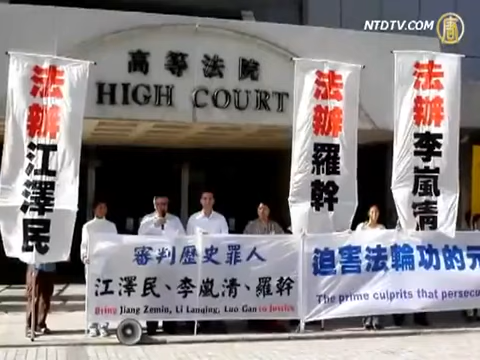 NTDTV.COM
高等法院
HIGH COURT
法辦江澤民
法辦羅幹
法辦李嵐清
審判歷史罪人
江澤民、李嵐清、羅幹
Bring Jiang Zemin, Li Lanqing, Luo Gan to Justice
迫害法輪功的元
The prime culprits that persecu